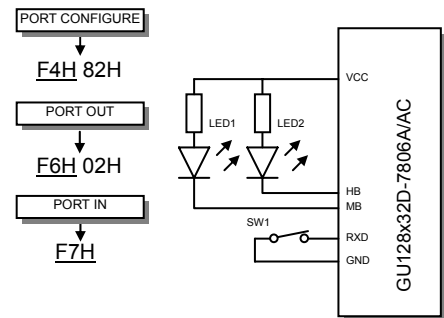 PORT CONFIGURE
F4H 82H
PORT OUT
F6H 02H
PORT IN
F7H
VCC
LED1
LED2
HB
MB
SW1
RXD
GND
GU128x32D-7806A/AC